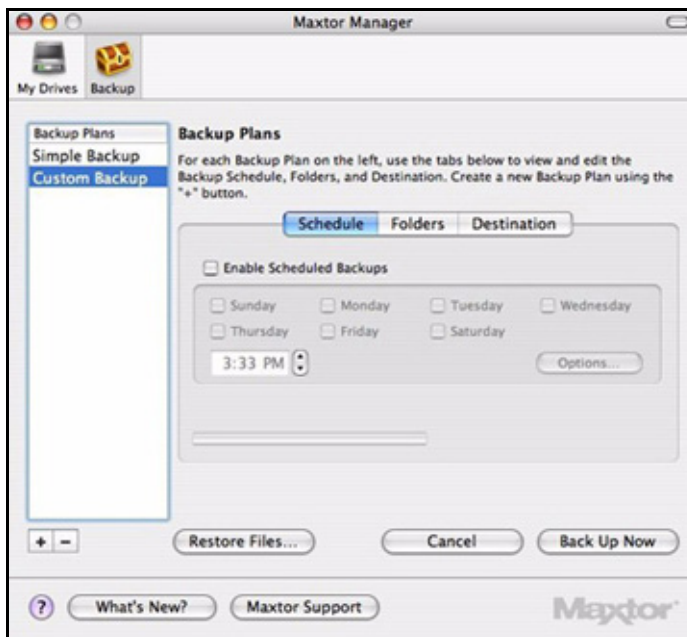 Maxtor Manager
My Drives Backup
Backup Plans
Simple Backup
Custom Backup
Backup Plans
For each Backup Plan on the left, use the tabs below to view and edit the
Backup Schedule, Folders, and Destination. Create a new Backup Plan using the
"+" button.
Schedule Folders Destination
Enable Scheduled Backups
Sunday Monday Tuesday Wednesday
Thursday Friday Saturday
3:33 PM Options...
+ − Restore Files... Cancel Back Up Now
? What's New? Maxtor Support Maxtor